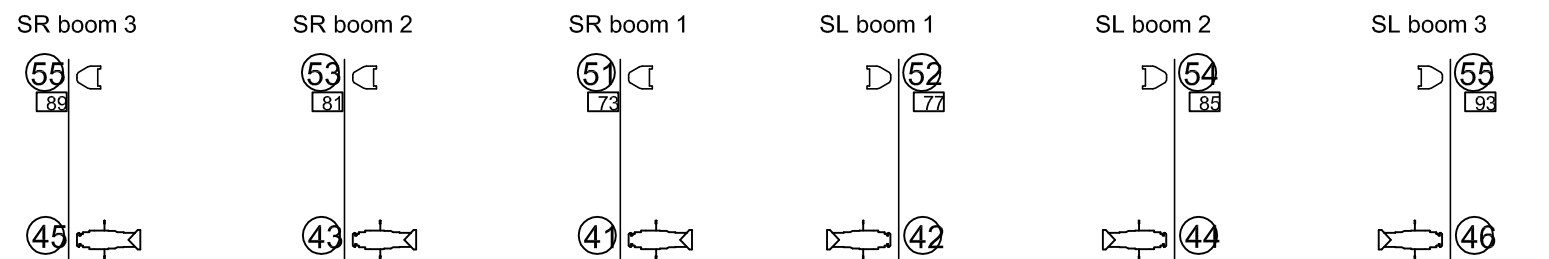 SR boom 3 SR boom 2 SR boom 1 SL boom 1 SL boom 2 SL boom 3
55 53 51 52 54 55
89 81 73 77 85 93
45 43 41 42 44 46